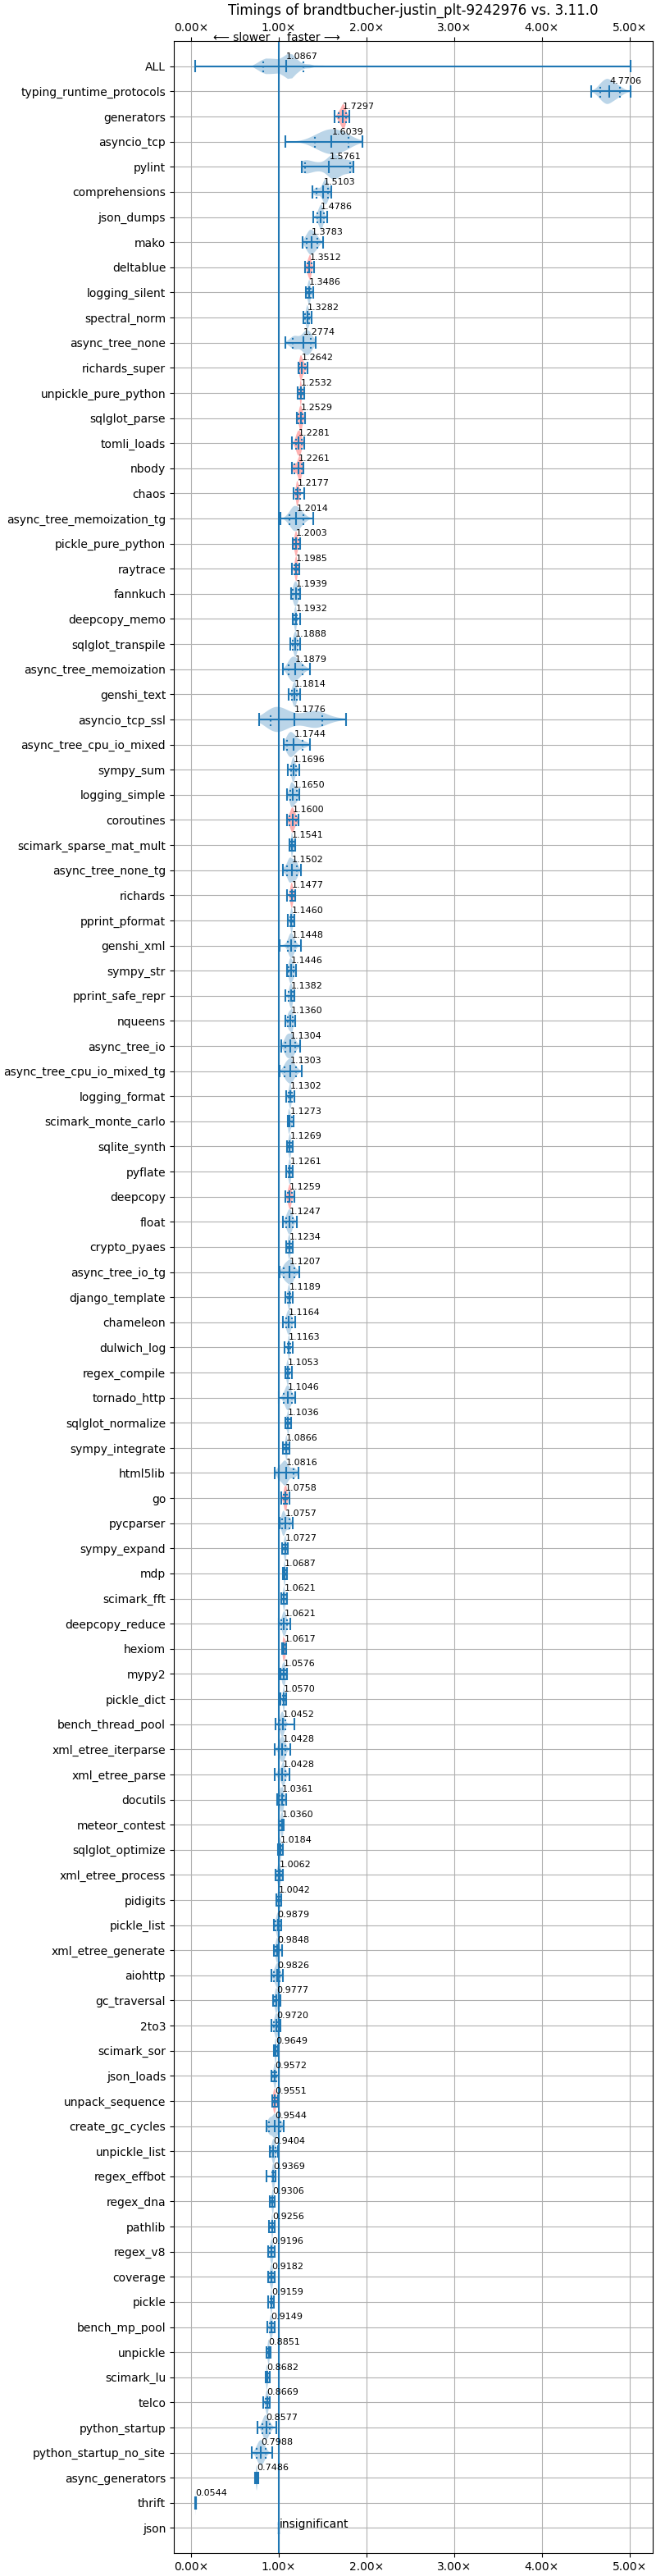 Timings of brandtbucher-justin_plt-9242976 vs. 3.11.0
0.00× 1.00× 2.00× 3.00× 4.00× 5.00×
⟵ slower faster ⟶
ALL 1.0867
typing_runtime_protocols 4.7706
generators 1.7297
asyncio_tcp 1.6039
pylint 1.5761
comprehensions 1.5103
json_dumps 1.4786
mako 1.3783
deltablue 1.3512
logging_silent 1.3486
spectral_norm 1.3282
async_tree_none 1.2774
richards_super 1.2642
unpickle_pure_python 1.2532
sqlglot_parse 1.2529
tomli_loads 1.2281
nbody 1.2261
chaos 1.2177
async_tree_memoization_tg 1.2014
pickle_pure_python 1.2003
raytrace 1.1985
fannkuch 1.1939
deepcopy_memo 1.1932
sqlglot_transpile 1.1888
async_tree_memoization 1.1879
genshi_text 1.1814
asyncio_tcp_ssl 1.1776
async_tree_cpu_io_mixed 1.1744
sympy_sum 1.1696
logging_simple 1.1650
coroutines 1.1600
scimark_sparse_mat_mult 1.1541
async_tree_none_tg 1.1502
richards 1.1477
pprint_pformat 1.1460
genshi_xml 1.1448
sympy_str 1.1446
pprint_safe_repr 1.1382
nqueens 1.1360
async_tree_io 1.1304
async_tree_cpu_io_mixed_tg 1.1303
logging_format 1.1302
scimark_monte_carlo 1.1273
sqlite_synth 1.1269
pyflate 1.1261
deepcopy 1.1259
float 1.1247
crypto_pyaes 1.1234
async_tree_io_tg 1.1207
django_template 1.1189
chameleon 1.1164
dulwich_log 1.1163
regex_compile 1.1053
tornado_http 1.1046
sqlglot_normalize 1.1036
sympy_integrate 1.0866
html5lib 1.0816
go 1.0758
pycparser 1.0757
sympy_expand 1.0727
mdp 1.0687
scimark_fft 1.0621
deepcopy_reduce 1.0621
hexiom 1.0617
mypy2 1.0576
pickle_dict 1.0570
bench_thread_pool 1.0452
xml_etree_iterparse 1.0428
xml_etree_parse 1.0428
docutils 1.0361
meteor_contest 1.0360
sqlglot_optimize 1.0184
xml_etree_process 1.0062
pidigits 1.0042
pickle_list 0.9879
xml_etree_generate 0.9848
aiohttp 0.9826
gc_traversal 0.9777
2to3 0.9720
scimark_sor 0.9649
json_loads 0.9572
unpack_sequence 0.9551
create_gc_cycles 0.9544
unpickle_list 0.9404
regex_effbot 0.9369
regex_dna 0.9306
pathlib 0.9256
regex_v8 0.9196
coverage 0.9182
pickle 0.9159
bench_mp_pool 0.9149
unpickle 0.8851
scimark_lu 0.8682
telco 0.8669
python_startup 0.8577
python_startup_no_site 0.7988
async_generators 0.7486
thrift 0.0544
json insignificant
0.00× 1.00× 2.00× 3.00× 4.00× 5.00×